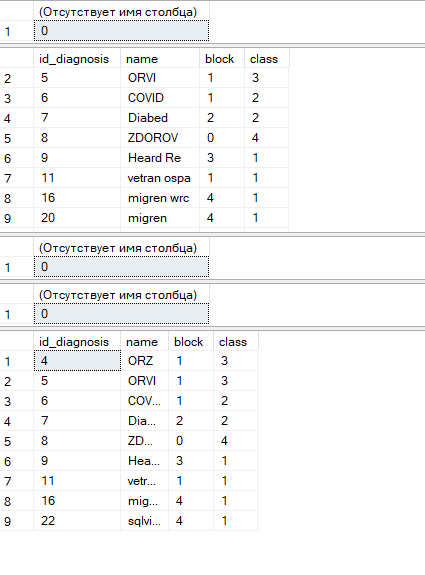 (Отсутствует имя столбца)
1 0
id_diagnosis name block class
2 5 ORVI 1 3
3 6 COVID 1 2
4 7 Diabed 2 2
5 8 ZDOROV 0 4
6 9 Heard Re 3 1
7 11 vetran ospa 1 1
8 16 migren wrc 4 1
9 20 migren 4 1
(Отсутствует имя столбца)
1 0
(Отсутствует имя столбца)
1 0
id_diagnosis name block class
1 4 ORZ 1 3
2 5 ORVI 1 3
3 6 COV... 1 2
4 7 Dia... 2 2
5 8 ZD... 0 4
6 9 Hea... 3 1
7 11 vetr... 1 1
8 16 mig... 4 1
9 22 sqlvi... 4 1